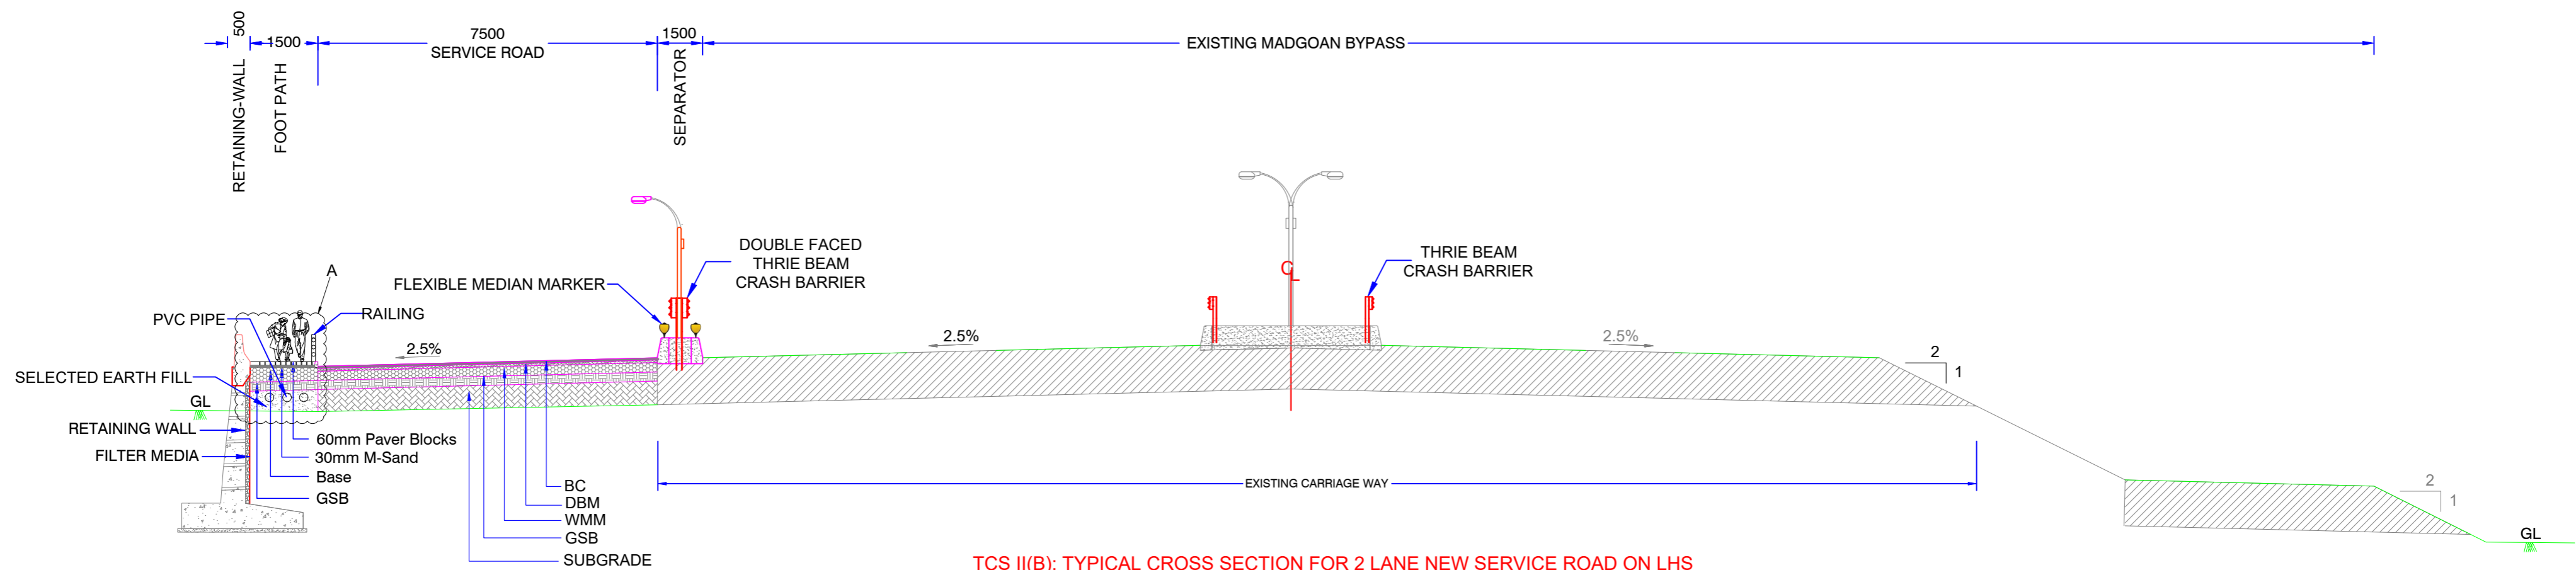 500
1500
7500
SERVICE ROAD
1500
EXISTING MADGOAN BYPASS
RETAINING-WALL
FOOT PATH
SEPARATOR
DOUBLE FACED
THRIE BEAM
CRASH BARRIER
THRIE BEAM
CRASH BARRIER
A
FLEXIBLE MEDIAN MARKER
CL
PVC PIPE
RAILING
2.5%
2.5%
2.5%
2
1
SELECTED EARTH FILL
GL
RETAINING WALL
FILTER MEDIA
60mm Paver Blocks
30mm M-Sand
Base
GSB
BC
DBM
WMM
GSB
SUBGRADE
EXISTING CARRIAGE WAY
2
1
GL
TCS II(B): TYPICAL CROSS SECTION FOR 2 LANE NEW SERVICE ROAD ON LHS